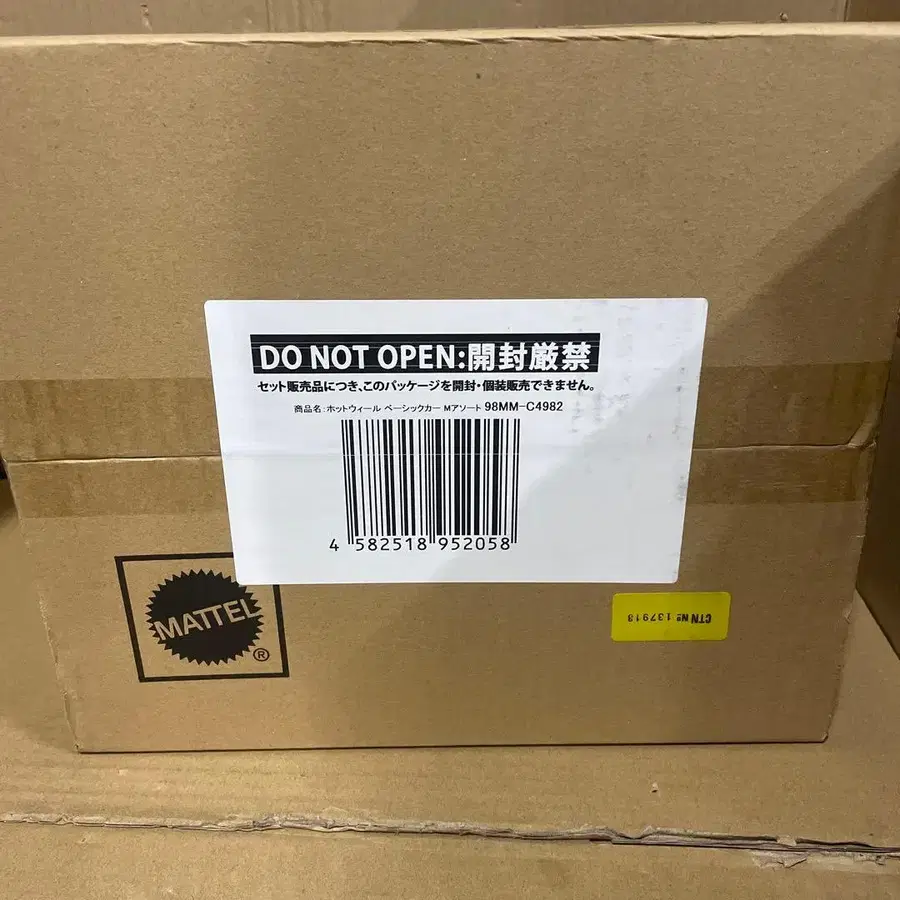 DO NOT OPEN:開封厳禁
セット販売品につき、このパッケージを開封・個装販売できません。
商品名:ホットウィール ベーシックカー Mアソート 98MM-C4982
4 582518 952058
MATTEL
®
CTN Nº 137918